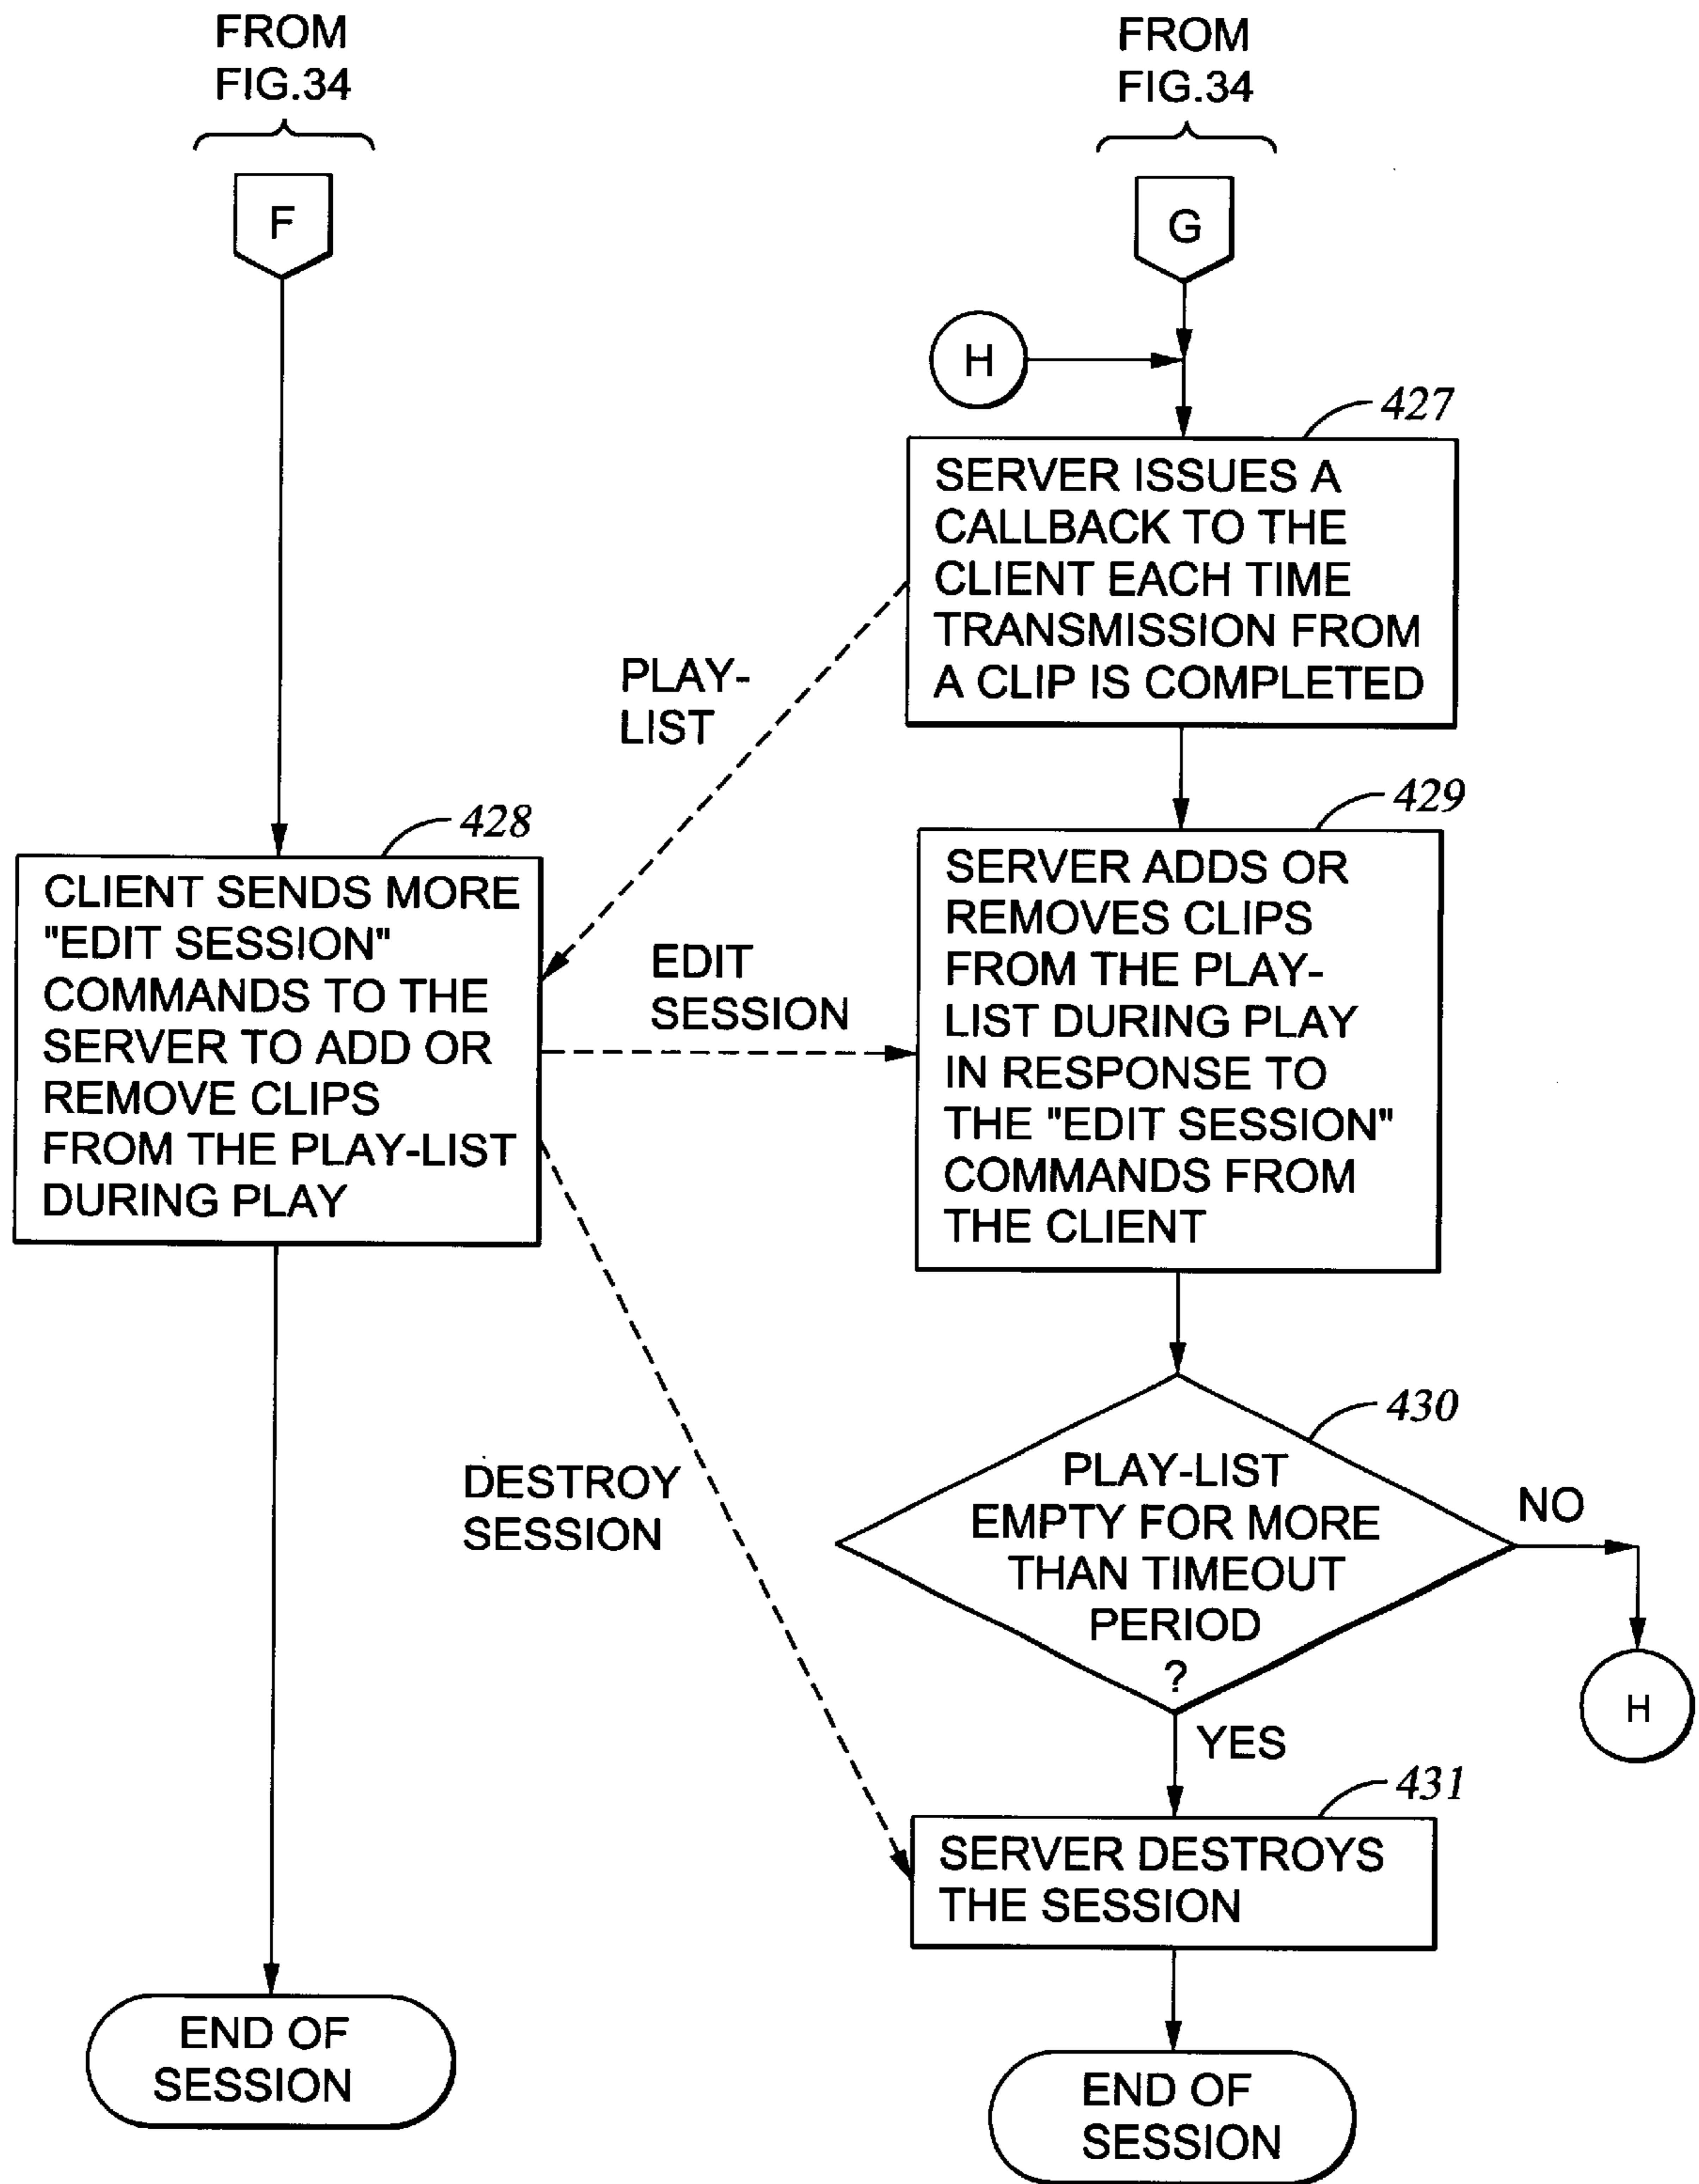 FROM
FIG.34
F
FROM
FIG.34
G
H
427
SERVER ISSUES A
CALLBACK TO THE
CLIENT EACH TIME
TRANSMISSION FROM
A CLIP IS COMPLETED
PLAY-
LIST
428
CLIENT SENDS MORE
"EDIT SESSION"
COMMANDS TO THE
SERVER TO ADD OR
REMOVE CLIPS
FROM THE PLAY-LIST
DURING PLAY
EDIT
SESSION
429
SERVER ADDS OR
REMOVES CLIPS
FROM THE PLAY-
LIST DURING PLAY
IN RESPONSE TO
THE "EDIT SESSION"
COMMANDS FROM
THE CLIENT
DESTROY
SESSION
430
PLAY-LIST
EMPTY FOR MORE
THAN TIMEOUT
PERIOD
?
NO
H
YES
431
SERVER DESTROYS
THE SESSION
END OF
SESSION
END OF
SESSION